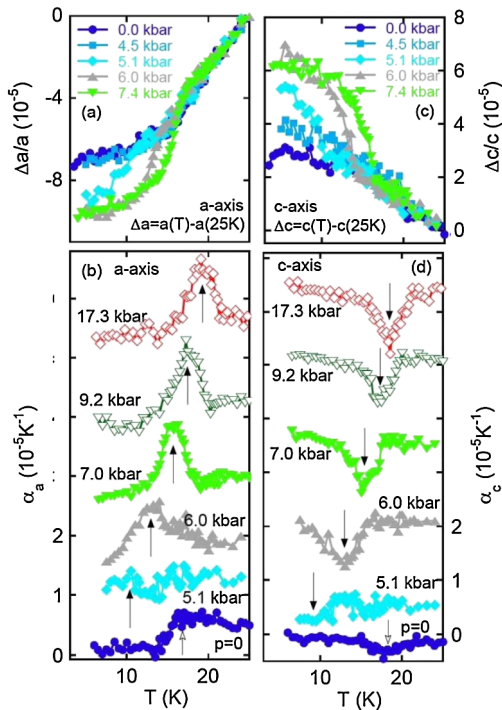 0.0 kbar
4.5 kbar
5.1 kbar
6.0 kbar
7.4 kbar
(a)
a-axis
Δa=a(T)-a(25K)
Δa/a (10⁻⁵)
0
-4
-8
0.0 kbar
4.5 kbar
5.1 kbar
6.0 kbar
7.4 kbar
(c)
c-axis
Δc=c(T)-c(25K)
Δc/c (10⁻⁵)
8
6
4
2
0
(b)
a-axis
17.3 kbar
9.2 kbar
7.0 kbar
6.0 kbar
5.1 kbar
p=0
αa (10⁻⁵K⁻¹)
2
1
0
10
20
T (K)
c-axis
(d)
17.3 kbar
9.2 kbar
7.0 kbar
6.0 kbar
5.1 kbar
p=0
αc (10⁻⁵K⁻¹)
2
1
0
10
20
T (K)